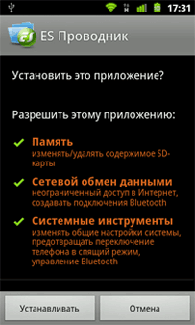 17:31
ES Проводник
Установить это приложение?
Разрешить этому приложению:
Память
изменять/удалять содержимое SD-
карты
Сетевой обмен данными
неограниченный доступ в Интернет,
создавать подключения Bluetooth
Системные инструменты
изменять общие настройки системы,
предотвращать переключение
телефона в спящий режим,
управление Bluetooth
Устанавливать
Отмена